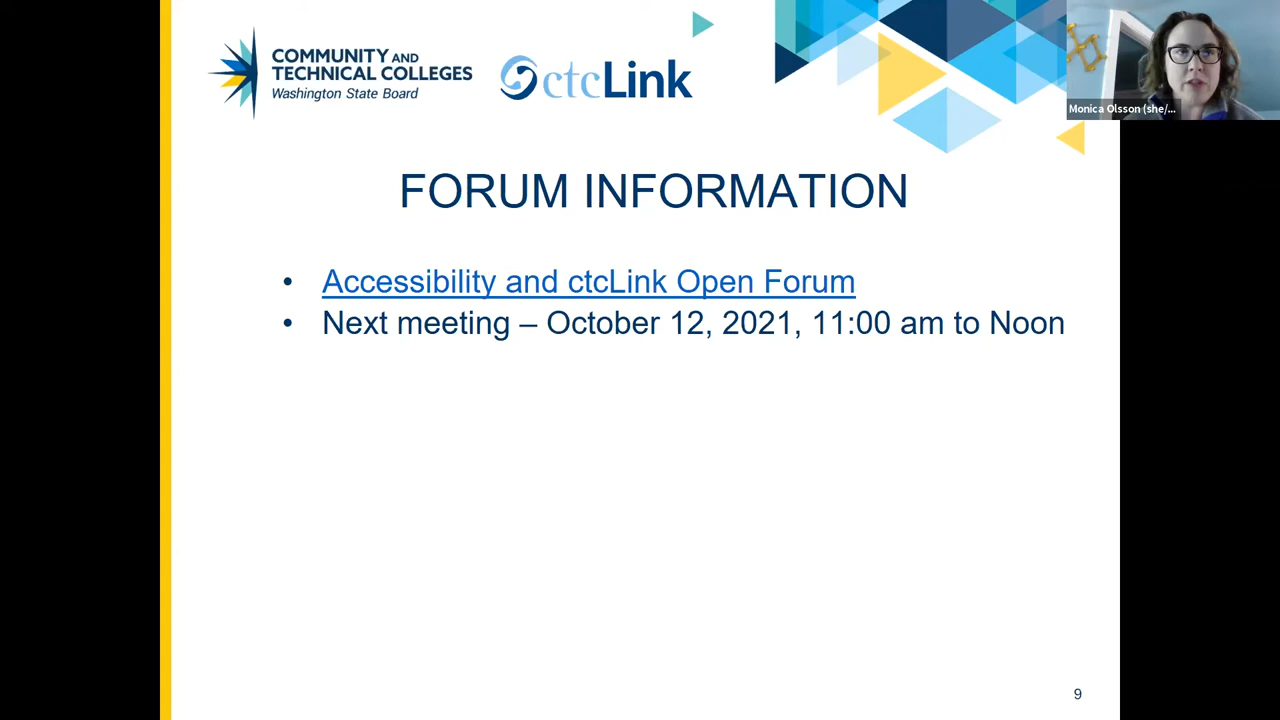 COMMUNITY AND
TECHNICAL COLLEGES
Washington State Board
ctcLink
Monica Olsson (she/...
FORUM INFORMATION
• Accessibility and ctcLink Open Forum
• Next meeting – October 12, 2021, 11:00 am to Noon
9